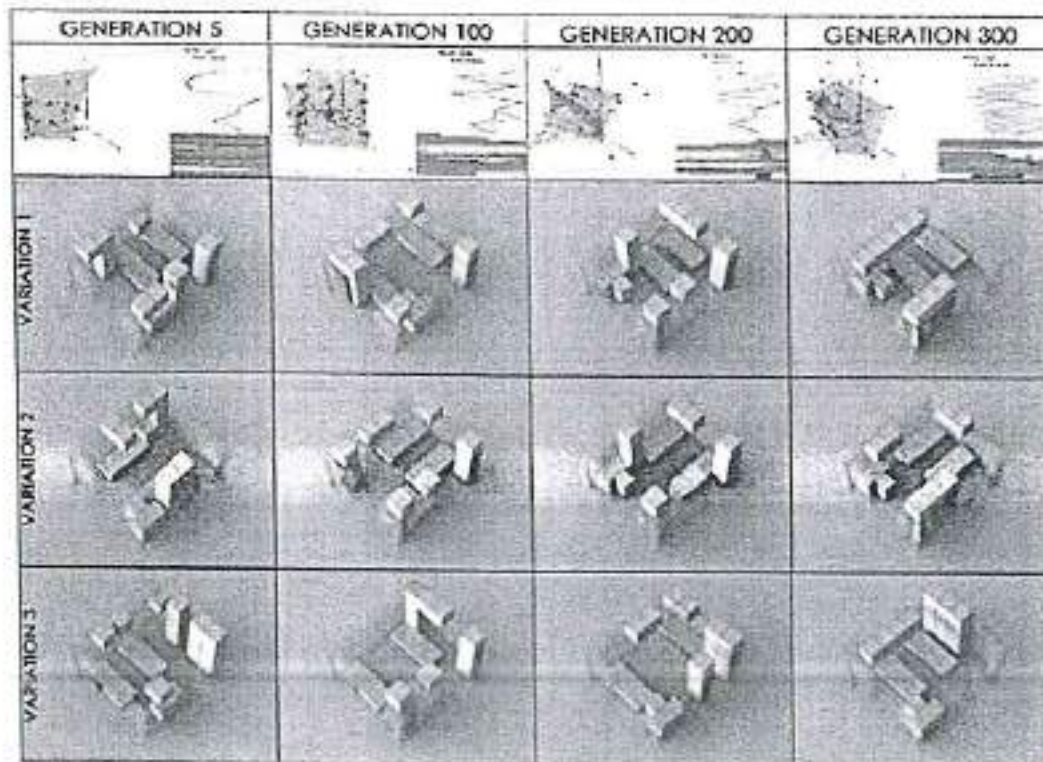 GENERATION 5 GENERATION 100 GENERATION 200 GENERATION 300
VARIATION 1
VARIATION 2
VARIATION 3